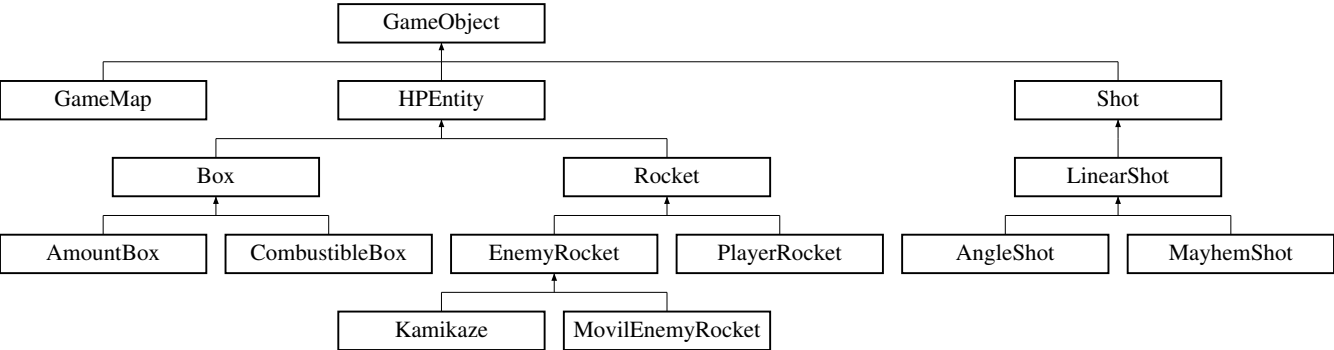 GameObject
GameMap
HPEntity
Shot
Box
Rocket
LinearShot
AmountBox
CombustibleBox
EnemyRocket
PlayerRocket
AngleShot
MayhemShot
Kamikaze
MovilEnemyRocket